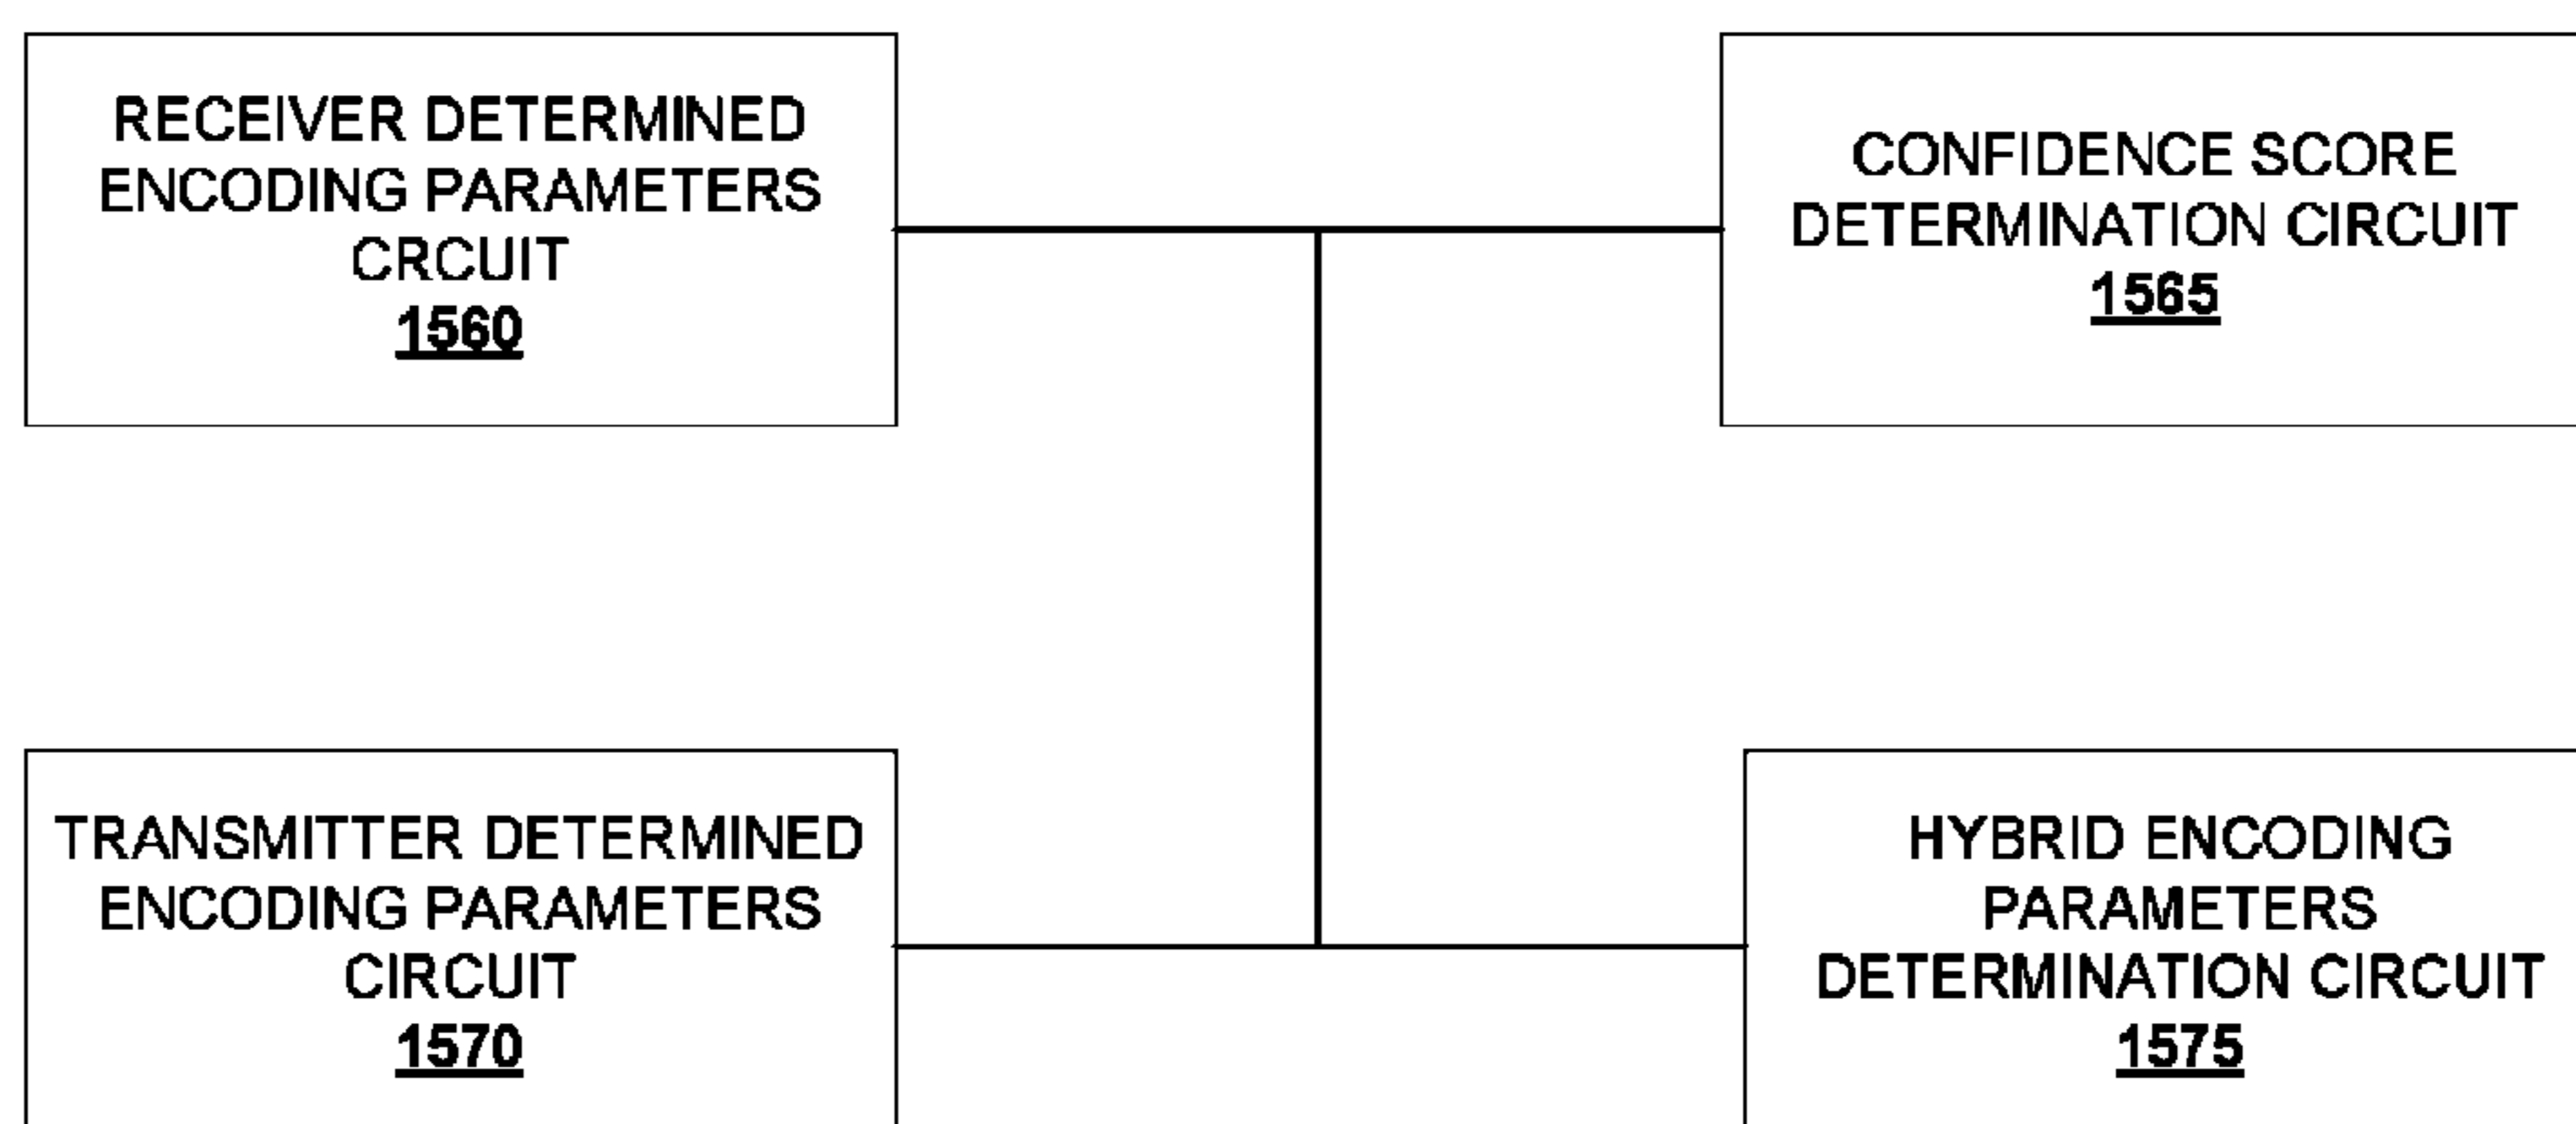 RECEIVER DETERMINED
ENCODING PARAMETERS
CRCUIT
1560
CONFIDENCE SCORE
DETERMINATION CIRCUIT
1565
TRANSMITTER DETERMINED
ENCODING PARAMETERS
CIRCUIT
1570
HYBRID ENCODING
PARAMETERS
DETERMINATION CIRCUIT
1575